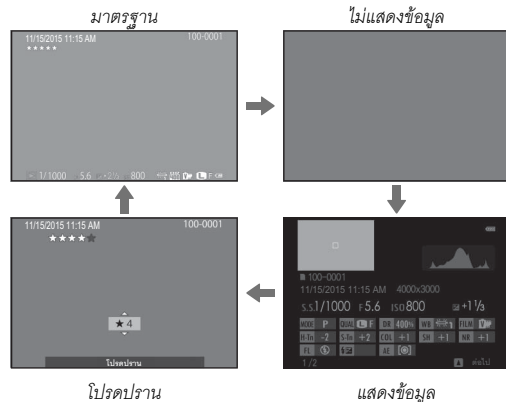 มาตรฐาน
ไม่แสดงข้อมูล
11/15/2015 11:15 AM 100-0001
★★★★★
1/1000 5.6 800 F
11/15/2015 11:15 AM 100-0001
★★★★★
★ 4
โปรดปราน
100-0001
11/15/2015 11:15 AM 4000x3000
S.S.1/1000 F 5.6 ISO 800 +1⅓
MODE P QUAL L F DR 400% WB FILM
H-Tn -2 S-Tn +2 COL +1 SH +1 NR +1
FL AE
1/2 ต่อไป
โปรดปราน
แสดงข้อมูล